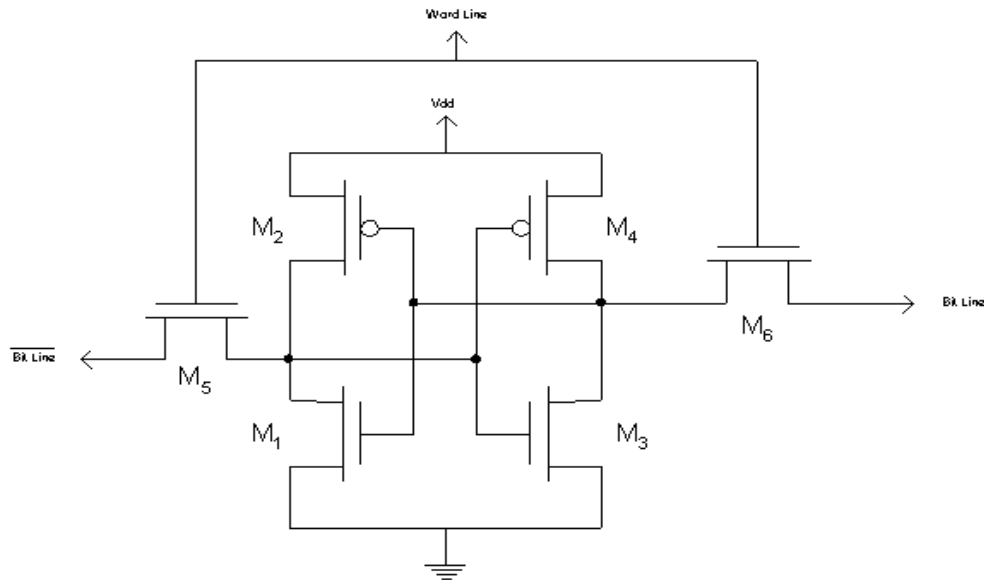 Word Line
Vdd
M₂
M₄
Bit Line
M₆
Bit Line
M₅
M₁
M₃